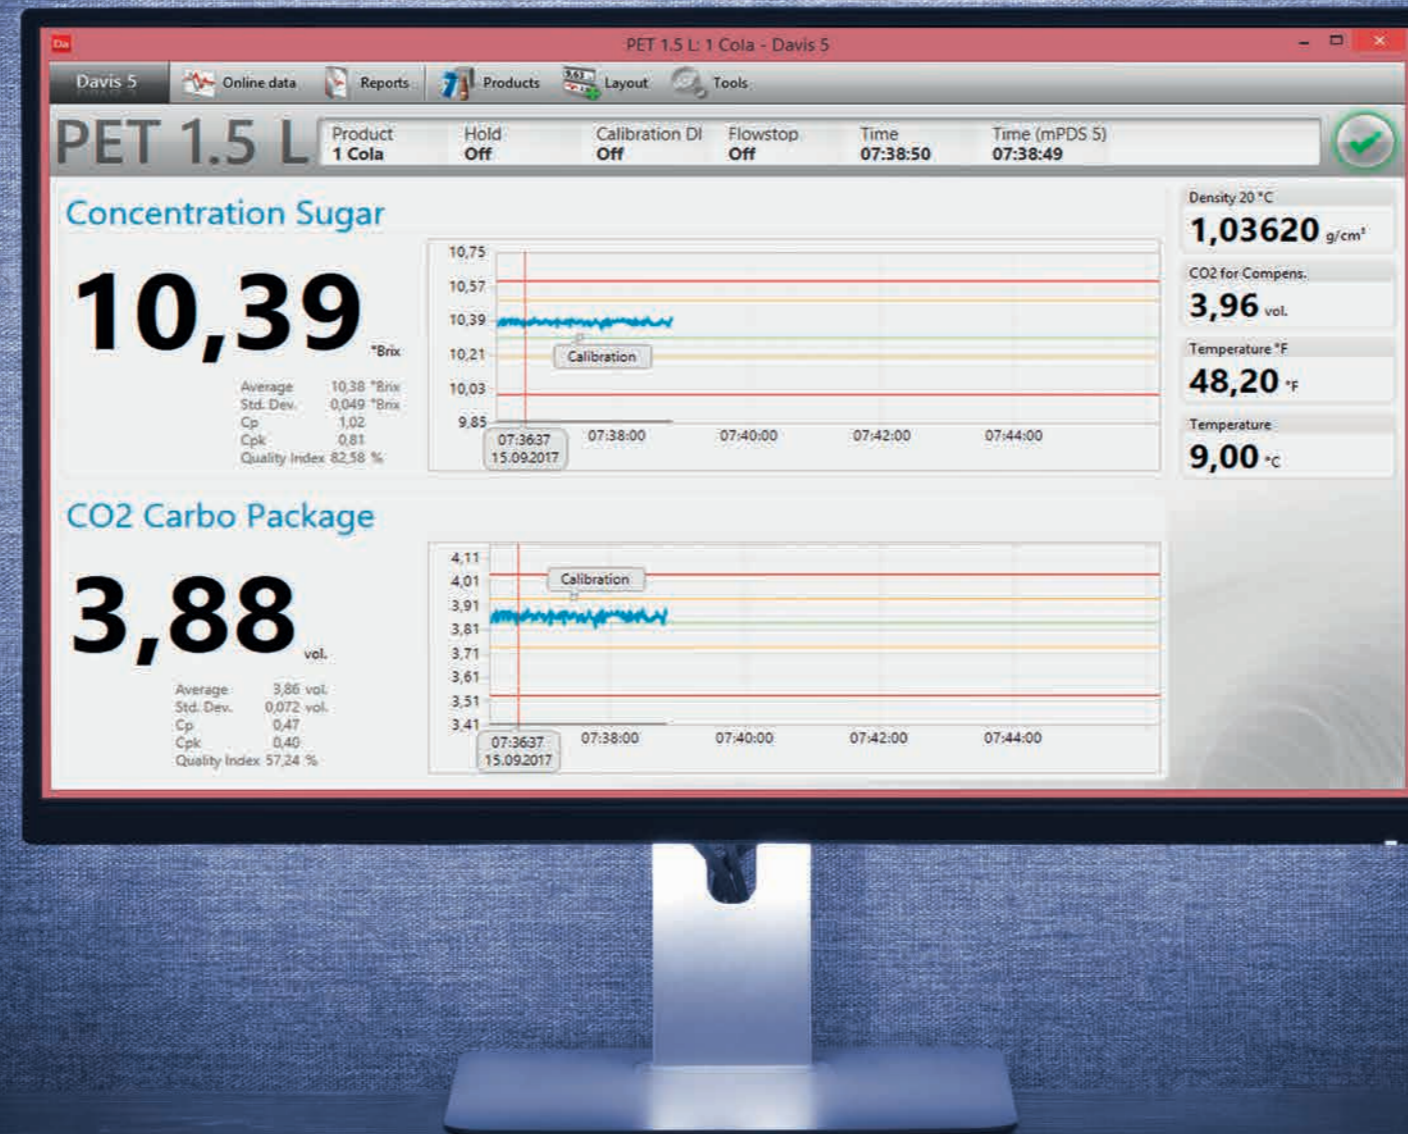 Da
PET 1.5 L: 1 Cola - Davis 5
Davis 5 Online data Reports Products Layout Tools
PET 1.5 L
Product Hold Calibration DI Flowstop Time Time (mPDS 5)
1 Cola Off Off Off 07:38:50 07:38:49
Concentration Sugar
10,39 °Brix
Average 10,38 °Brix
Std. Dev. 0,049 °Brix
Cp 1,02
Cpk 0,81
Quality Index 82,58 %
10,75
10,57
10,39
10,21
10,03
9,85
Calibration
07:36:37
15.09.2017
07:38:00 07:40:00 07:42:00 07:44:00
Density 20 °C
1,03620 g/cm³
CO2 for Compens.
3,96 vol.
Temperature °F
48,20 °F
Temperature
9,00 °C
CO2 Carbo Package
3,88 vol.
Average 3,86 vol.
Std. Dev. 0,072 vol.
Cp 0,47
Cpk 0,40
Quality Index 57,24 %
4,11
4,01
3,91
3,81
3,71
3,61
3,51
3,41
Calibration
07:36:37
15.09.2017
07:38:00 07:40:00 07:42:00 07:44:00